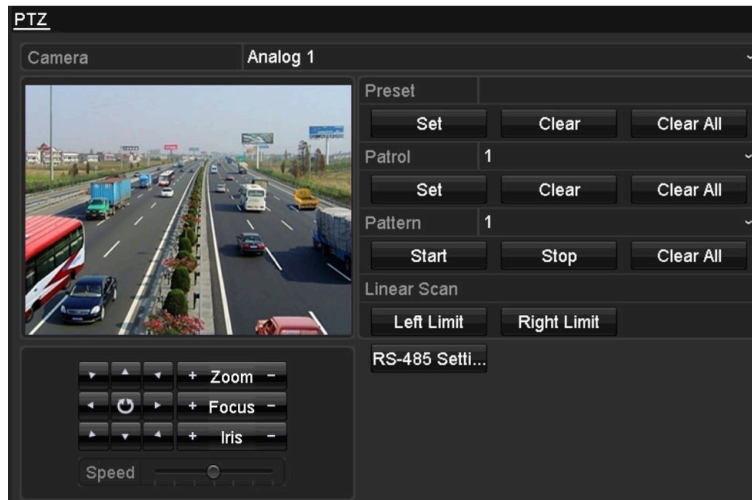 PTZ
Camera Analog 1
Preset
Set Clear Clear All
Patrol 1
Set Clear Clear All
Pattern 1
Start Stop Clear All
Linear Scan
Left Limit Right Limit
RS-485 Setti...
+ Zoom -
+ Focus -
+ Iris -
Speed